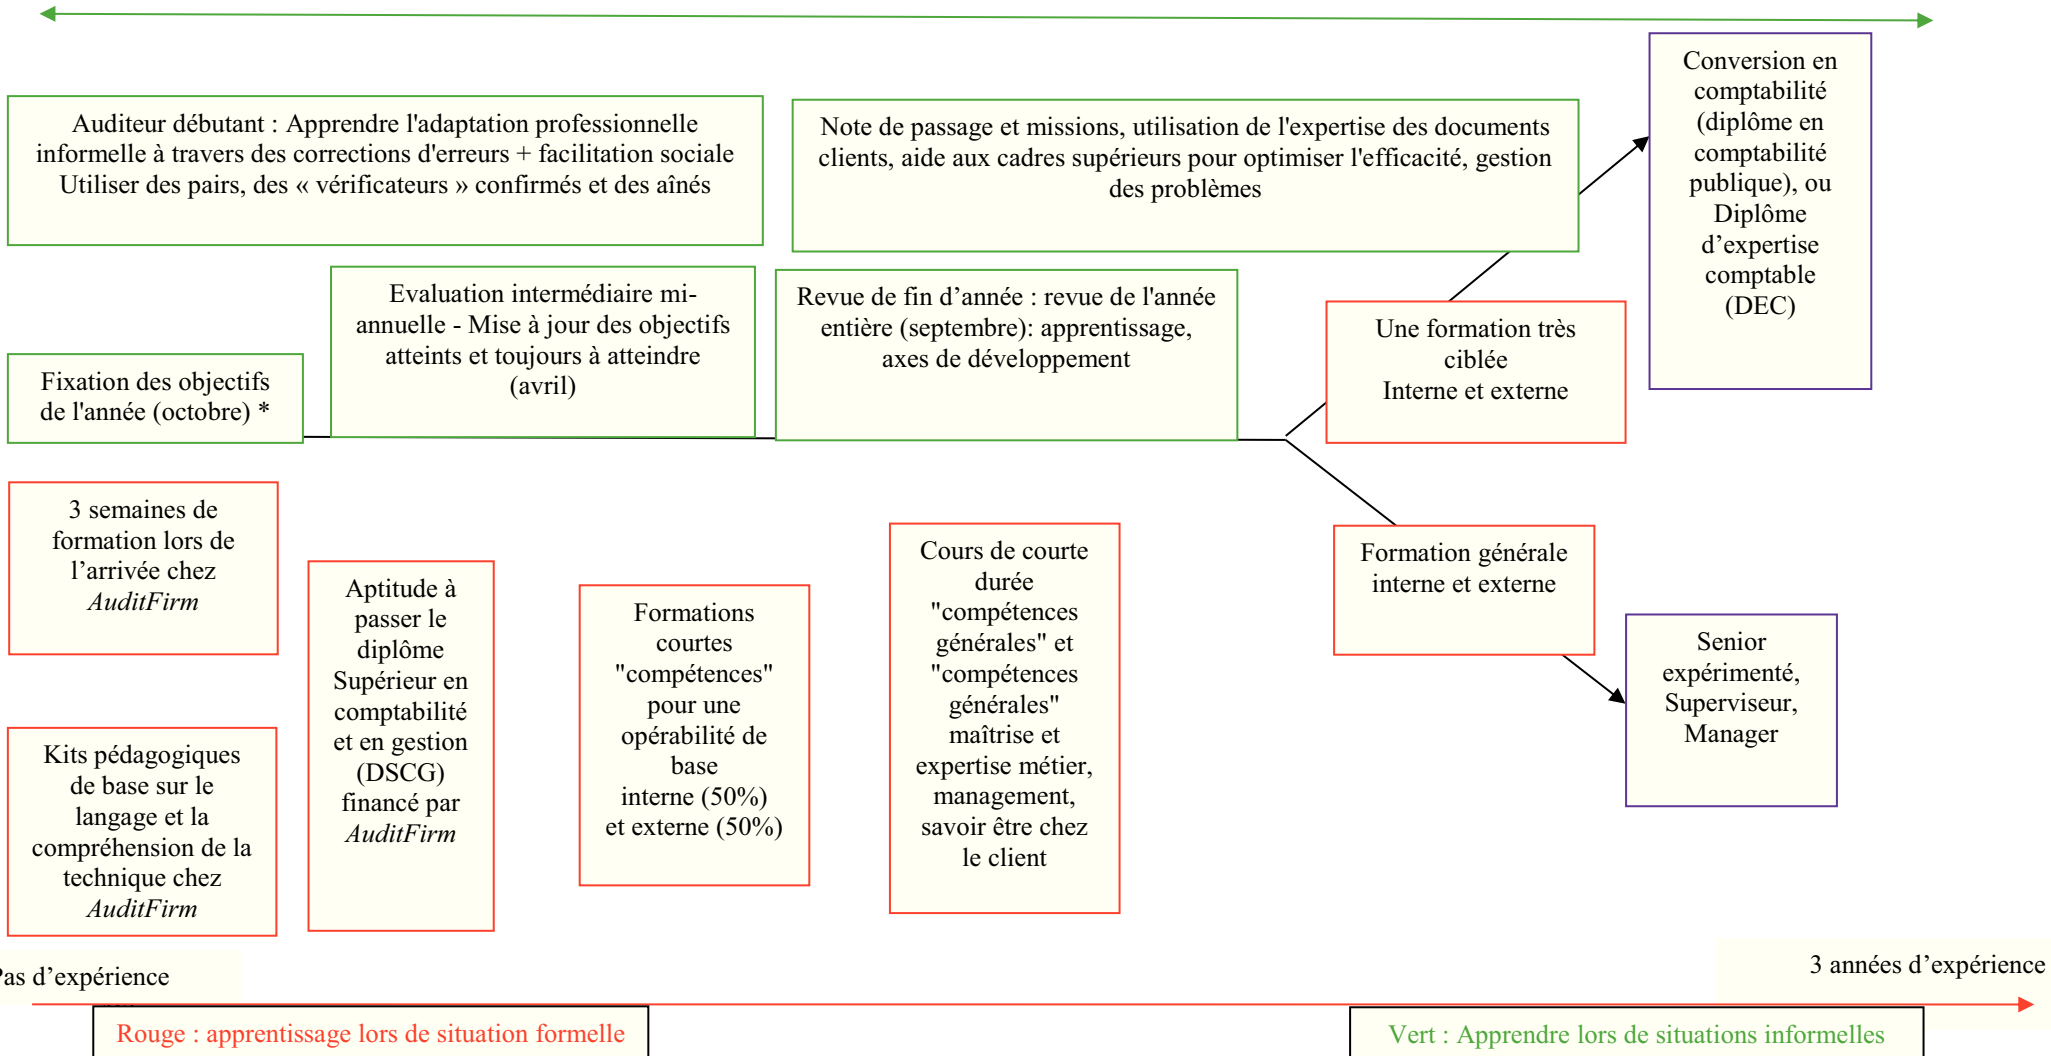 Auditeur débutant : Apprendre l'adaptation professionnelle
informelle à travers des corrections d'erreurs + facilitation sociale
Utiliser des pairs, des « vérificateurs » confirmés et des aînés
Note de passage et missions, utilisation de l'expertise des documents
clients, aide aux cadres supérieurs pour optimiser l'efficacité, gestion
des problèmes
Conversion en
comptabilité
(diplôme en
comptabilité
publique), ou
Diplôme
d'expertise
comptable
(DEC)
Fixation des objectifs
de l'année (octobre) *
Evaluation intermédiaire mi-
annuelle - Mise à jour des objectifs
atteints et toujours à atteindre
(avril)
Revue de fin d’année : revue de l'année
entière (septembre): apprentissage,
axes de développement
Une formation très
ciblée
Interne et externe
3 semaines de
formation lors de
l’arrivée chez
AuditFirm
Kits pédagogiques
de base sur le
langage et la
compréhension de la
technique chez
AuditFirm
Aptitude à
passer le
diplôme
Supérieur en
comptabilité
et en gestion
(DSCG)
financé par
AuditFirm
Formations
courtes
"compétences"
pour une
opérabilité de
base
interne (50%)
et externe (50%)
Cours de courte
durée
"compétences
générales" et
"compétences
générales"
maîtrise et
expertise métier,
management,
savoir être chez
le client
Formation générale
interne et externe
Senior
expérimenté,
Superviseur,
Manager
Pas d’expérience
3 années d’expérience
Rouge : apprentissage lors de situation formelle
Vert : Apprendre lors de situations informelles